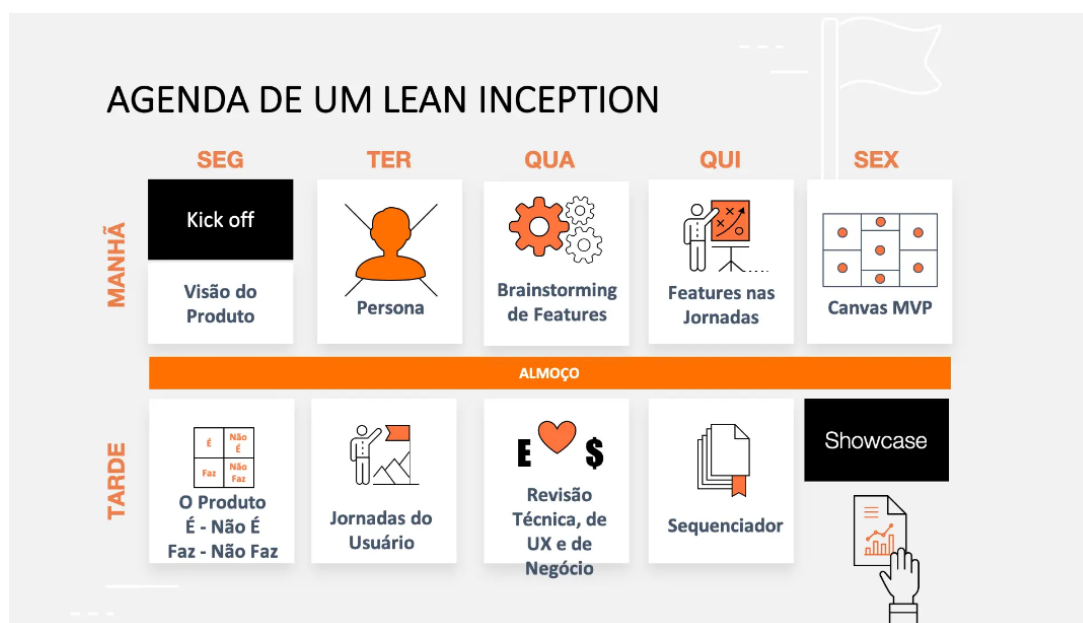 AGENDA DE UM LEAN INCEPTION
SEG
TER
QUA
QUI
SEX
MANHÃ
Kick off
Visão do
Produto
Persona
Brainstorming
de Features
Features nas
Jornadas
Canvas MVP
ALMOÇO
TARDE
É
Não
É
Faz
Não
Faz
O Produto
É - Não É
Faz - Não Faz
Jornadas do
Usuário
E
$
Revisão
Técnica, de
UX e de
Negócio
Sequenciador
Showcase